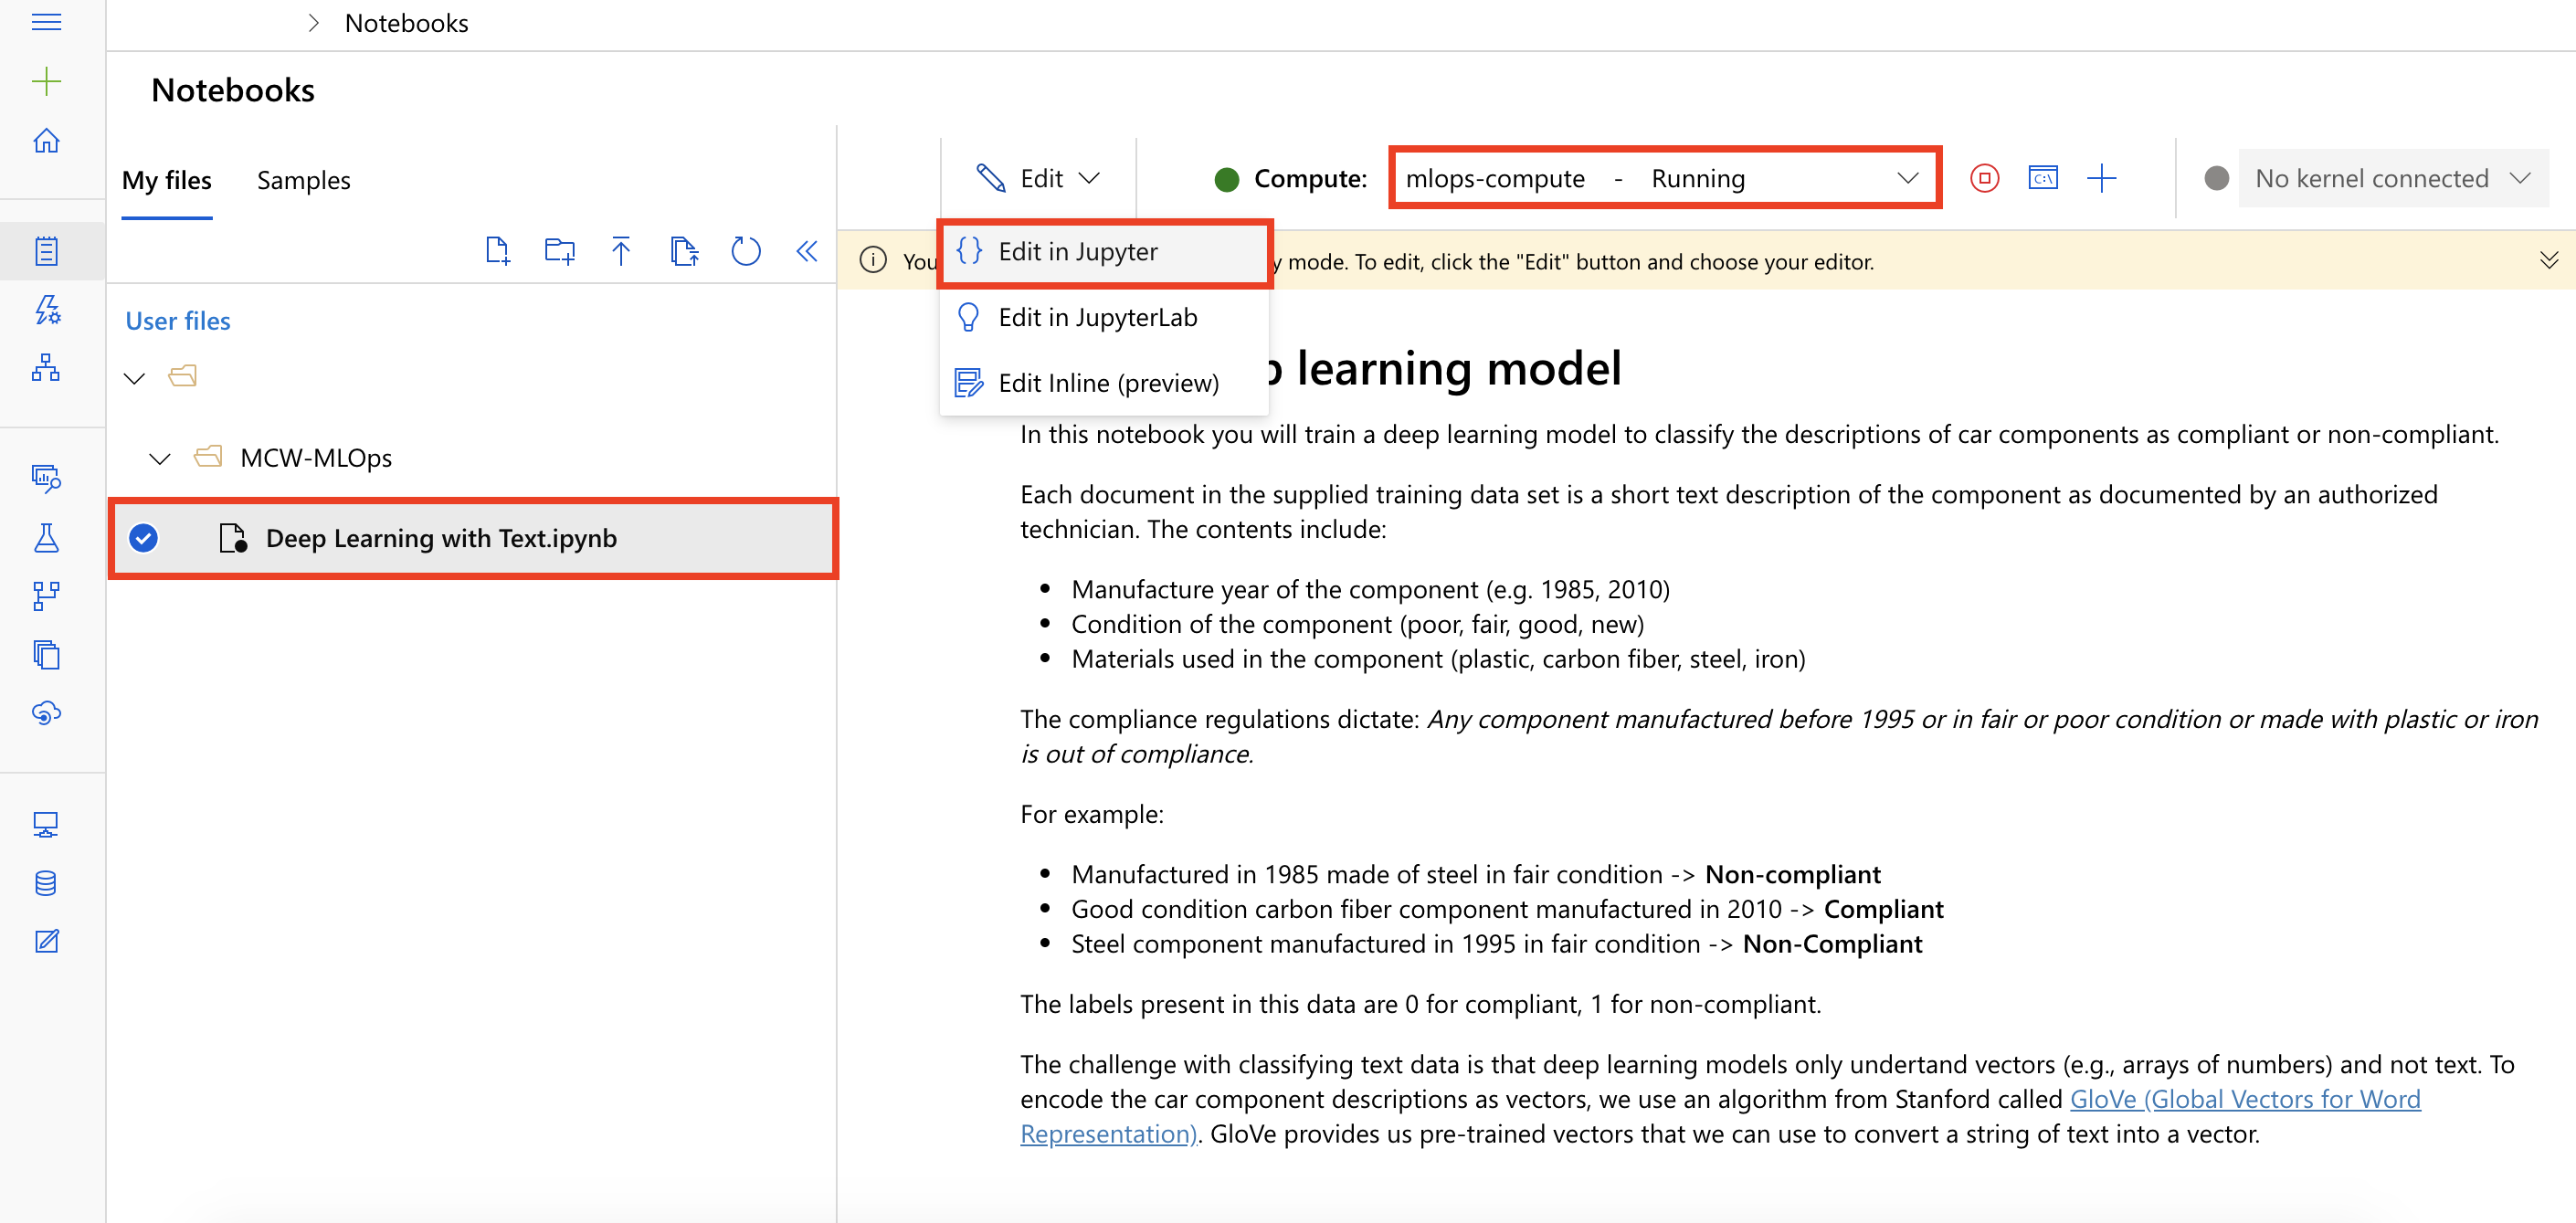 Notebooks
Notebooks
My files
Samples
Edit
Compute:
mlops-compute - Running
No kernel connected
You
y mode. To edit, click the "Edit" button and choose your editor.
Edit in Jupyter
Edit in JupyterLab
Edit Inline (preview)
User files
MCW-MLOps
Deep Learning with Text.ipynb
p learning model
In this notebook you will train a deep learning model to classify the descriptions of car components as compliant or non-compliant.
Each document in the supplied training data set is a short text description of the component as documented by an authorized
technician. The contents include:
• Manufacture year of the component (e.g. 1985, 2010)
• Condition of the component (poor, fair, good, new)
• Materials used in the component (plastic, carbon fiber, steel, iron)
The compliance regulations dictate: Any component manufactured before 1995 or in fair or poor condition or made with plastic or iron
is out of compliance.
For example:
• Manufactured in 1985 made of steel in fair condition -> Non-compliant
• Good condition carbon fiber component manufactured in 2010 -> Compliant
• Steel component manufactured in 1995 in fair condition -> Non-Compliant
The labels present in this data are 0 for compliant, 1 for non-compliant.
The challenge with classifying text data is that deep learning models only undertand vectors (e.g., arrays of numbers) and not text. To
encode the car component descriptions as vectors, we use an algorithm from Stanford called GloVe (Global Vectors for Word
Representation). GloVe provides us pre-trained vectors that we can use to convert a string of text into a vector.